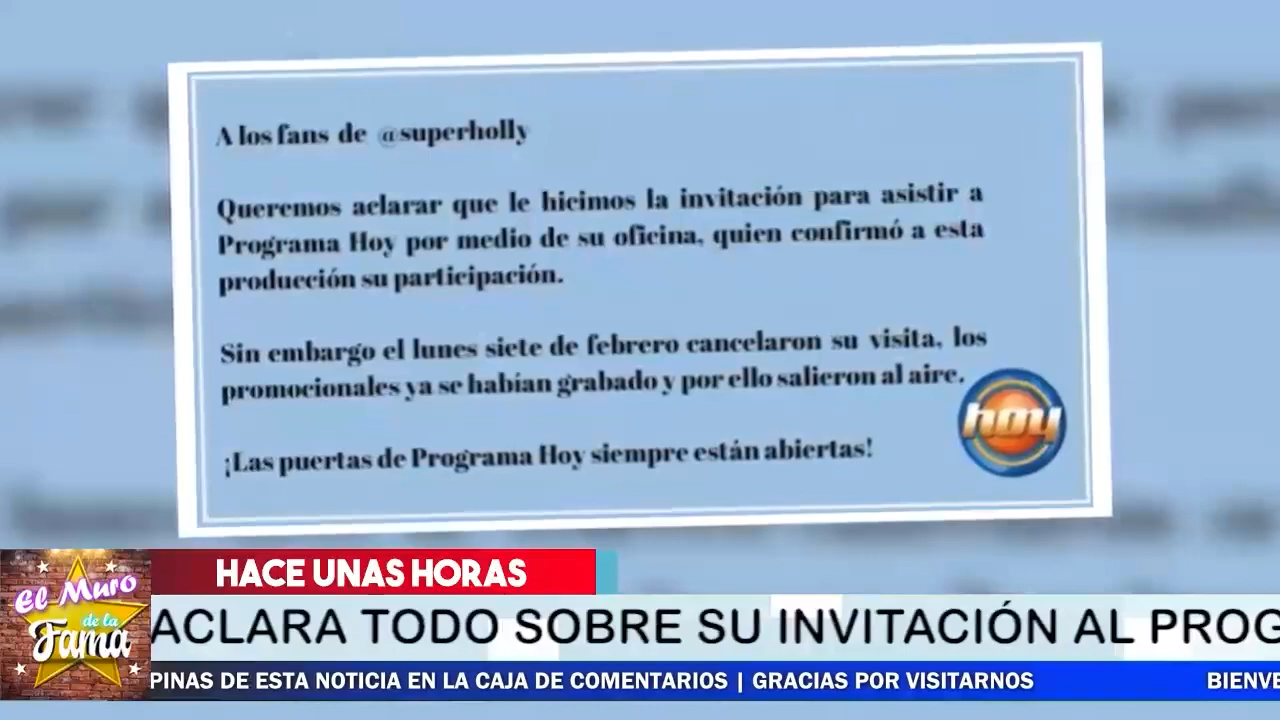 A los fans de @superholly
Queremos aclarar que le hicimos la invitación para asistir a
Programa Hoy por medio de su oficina, quien confirmó a esta
producción su participación.
Sin embargo el lunes siete de febrero cancelaron su visita, los
promocionales ya se habían grabado y por ello salieron al aire.
¡Las puertas de Programa Hoy siempre están abiertas!
hoy
HACE UNAS HORAS
El Muro
de la
Fama
ACLARA TODO SOBRE SU INVITACIÓN AL PROG
PINAS DE ESTA NOTICIA EN LA CAJA DE COMENTARIOS | GRACIAS POR VISITARNOS BIENVE